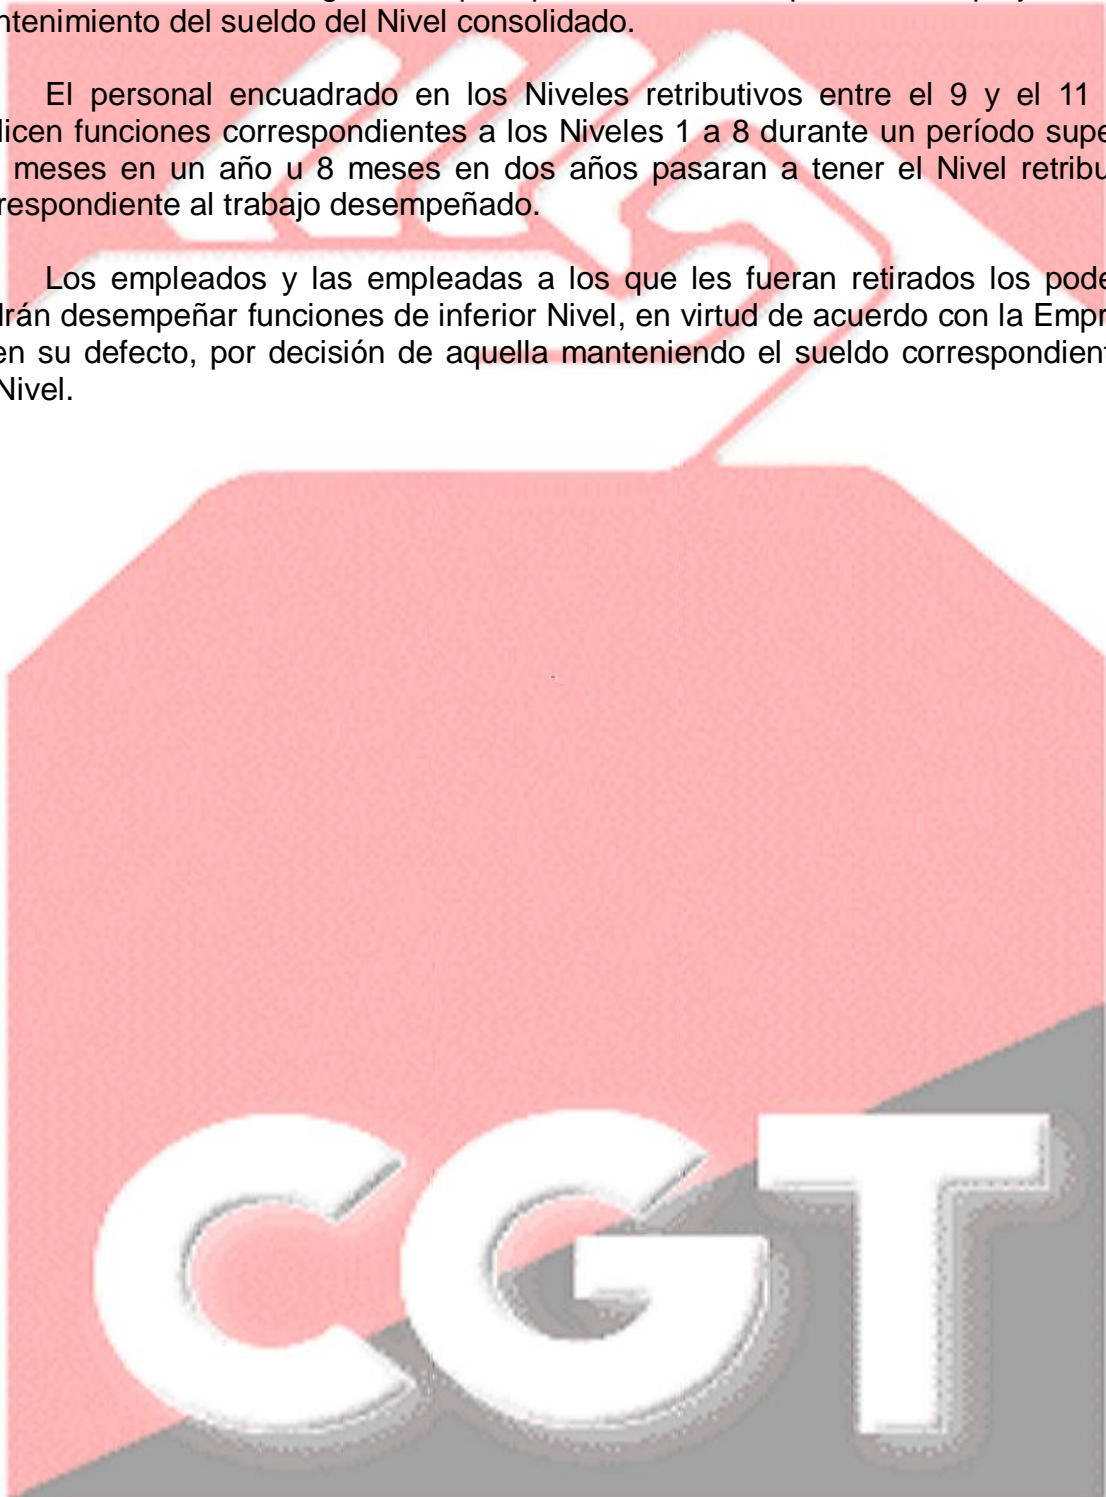 ntenimiento del sueldo del Nivel consolidado.
El personal encuadrado en los Niveles retributivos entre el 9 y el 11
licen funciones correspondientes a los Niveles 1 a 8 durante un período supe
meses en un año u 8 meses en dos años pasaran a tener el Nivel retribu
respondiente al trabajo desempeñado.
Los empleados y las empleadas a los que les fueran retirados los pode
drán desempeñar funciones de inferior Nivel, en virtud de acuerdo con la Empr
en su defecto, por decisión de aquella manteniendo el sueldo correspondient
Nivel.
CGT